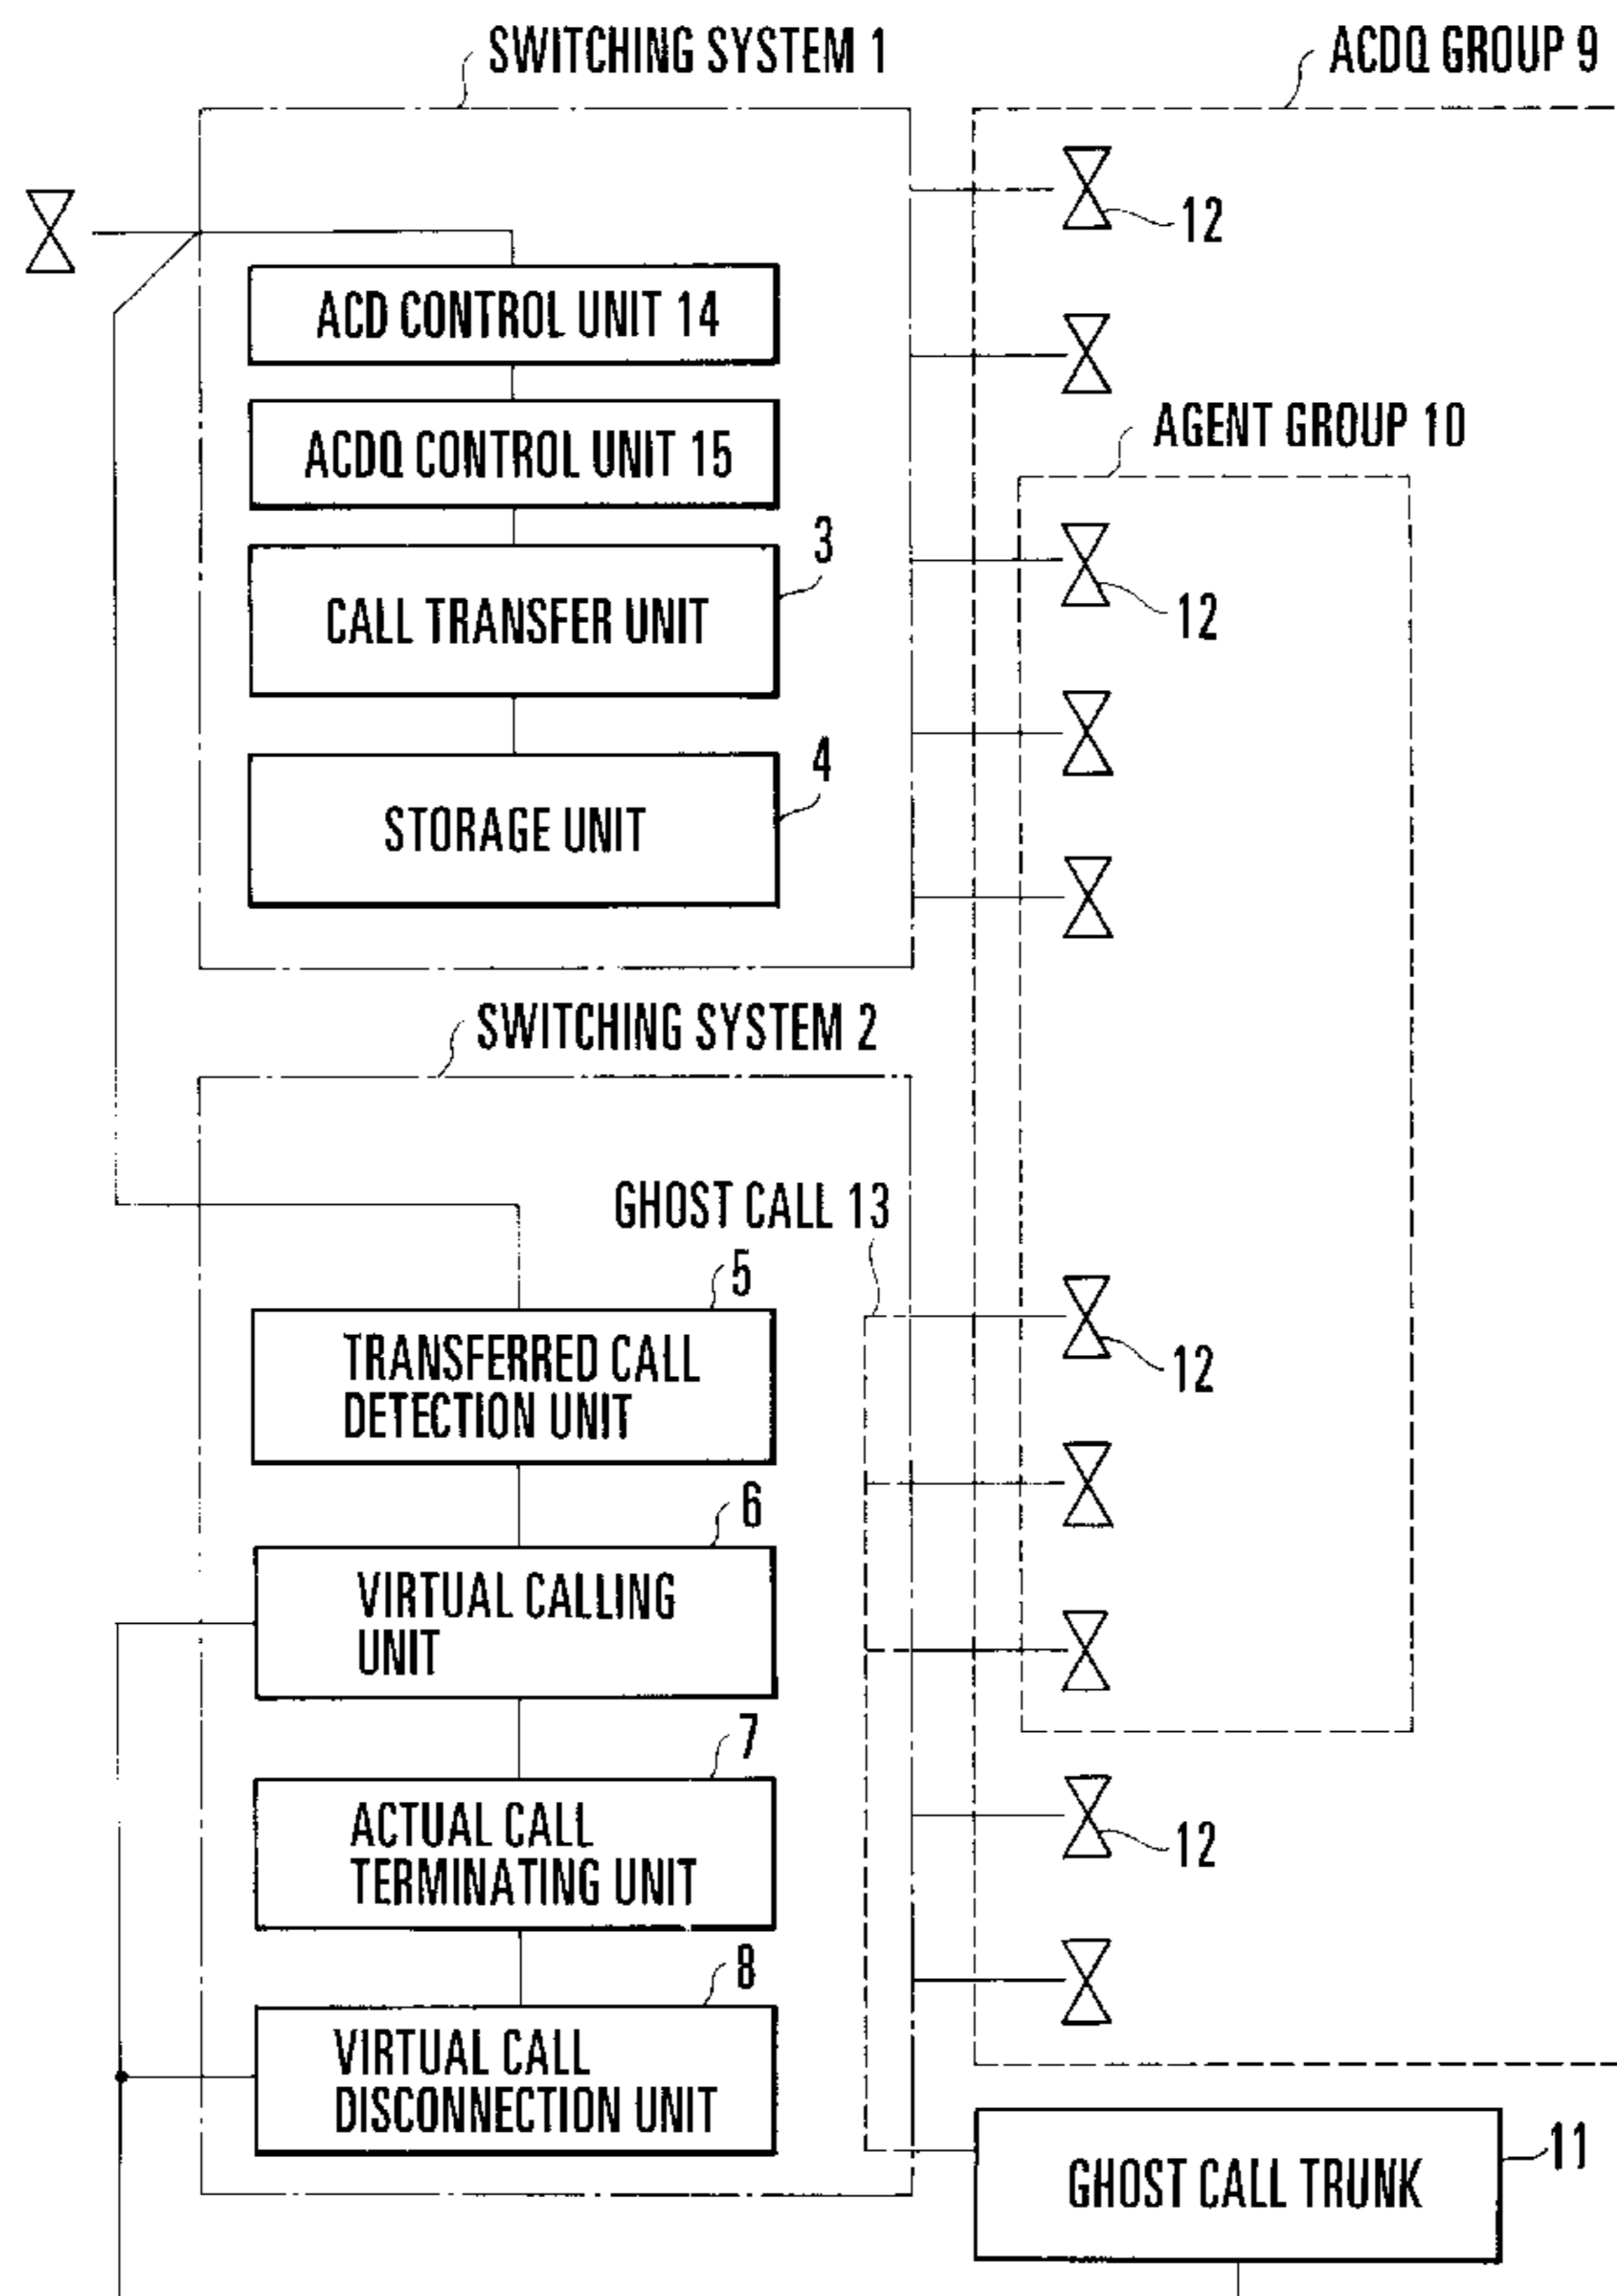 SWITCHING SYSTEM 1
ACDQ GROUP 9
12
ACD CONTROL UNIT 14
ACDQ CONTROL UNIT 15
AGENT GROUP 10
3
CALL TRANSFER UNIT
12
4
STORAGE UNIT
SWITCHING SYSTEM 2
GHOST CALL 13
5
TRANSFERRED CALL
DETECTION UNIT
12
6
VIRTUAL CALLING
UNIT
7
ACTUAL CALL
TERMINATING UNIT
12
8
VIRTUAL CALL
DISCONNECTION UNIT
11
GHOST CALL TRUNK